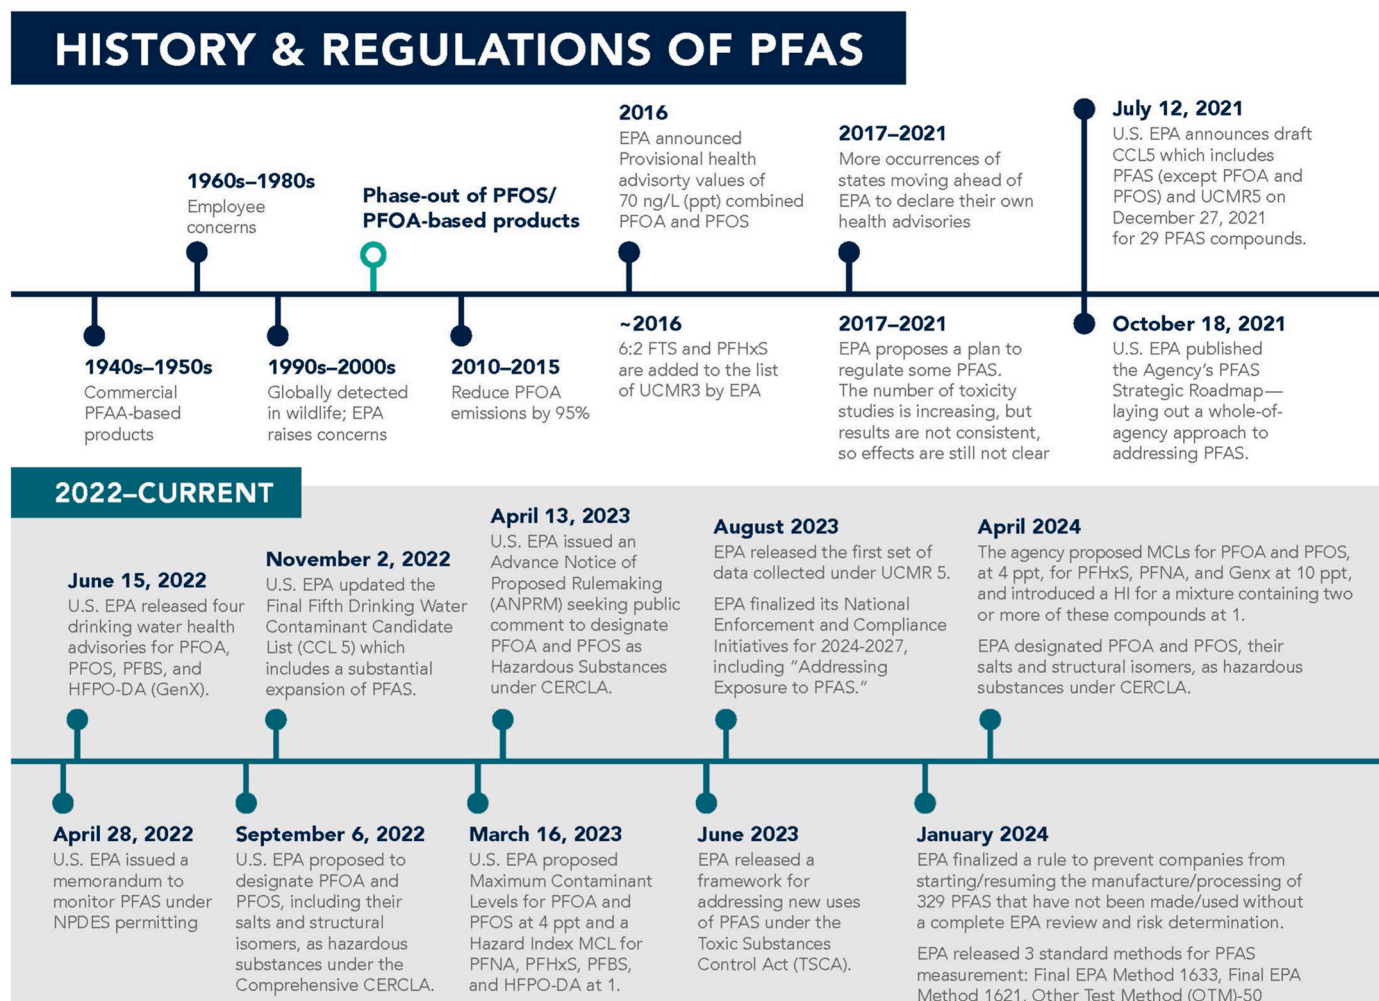 HISTORY & REGULATIONS OF PFAS
1940s–1950s
Commercial
PFAA-based
products
1960s–1980s
Employee
concerns
1990s–2000s
Globally detected
in wildlife; EPA
raises concerns
Phase-out of PFOS/
PFOA-based products
2010–2015
Reduce PFOA
emissions by 95%
2016
EPA announced
Provisional health
advisorty values of
70 ng/L (ppt) combined
PFOA and PFOS
~2016
6:2 FTS and PFHxS
are added to the list
of UCMR3 by EPA
2017–2021
More occurrences of
states moving ahead of
EPA to declare their own
health advisories
2017–2021
EPA proposes a plan to
regulate some PFAS.
The number of toxicity
studies is increasing, but
results are not consistent,
so effects are still not clear
July 12, 2021
U.S. EPA announces draft
CCL5 which includes
PFAS (except PFOA and
PFOS) and UCMR5 on
December 27, 2021
for 29 PFAS compounds.
October 18, 2021
U.S. EPA published
the Agency's PFAS
Strategic Roadmap—
laying out a whole-of-
agency approach to
addressing PFAS.
2022–CURRENT
April 28, 2022
U.S. EPA issued a
memorandum to
monitor PFAS under
NPDES permitting
June 15, 2022
U.S. EPA released four
drinking water health
advisories for PFOA,
PFOS, PFBS, and
HFPO-DA (GenX).
September 6, 2022
U.S. EPA proposed to
designate PFOA and
PFOS, including their
salts and structural
isomers, as hazardous
substances under the
Comprehensive CERCLA.
November 2, 2022
U.S. EPA updated the
Final Fifth Drinking Water
Contaminant Candidate
List (CCL 5) which
includes a substantial
expansion of PFAS.
March 16, 2023
U.S. EPA proposed
Maximum Contaminant
Levels for PFOA and
PFOS at 4 ppt and a
Hazard Index MCL for
PFNA, PFHxS, PFBS,
and HFPO-DA at 1.
April 13, 2023
U.S. EPA issued an
Advance Notice of
Proposed Rulemaking
(ANPRM) seeking public
comment to designate
PFOA and PFOS as
Hazardous Substances
under CERCLA.
June 2023
EPA released a
framework for
addressing new uses
of PFAS under the
Toxic Substances
Control Act (TSCA).
August 2023
EPA released the first set of
data collected under UCMR 5.
EPA finalized its National
Enforcement and Compliance
Initiatives for 2024-2027,
including "Addressing
Exposure to PFAS."
January 2024
EPA finalized a rule to prevent companies from
starting/resuming the manufacture/processing of
329 PFAS that have not been made/used without
a complete EPA review and risk determination.
EPA released 3 standard methods for PFAS
measurement: Final EPA Method 1633, Final EPA
Method 1621, Other Test Method (OTM)-50
April 2024
The agency proposed MCLs for PFOA and PFOS,
at 4 ppt, for PFHxS, PFNA, and Genx at 10 ppt,
and introduced a HI for a mixture containing two
or more of these compounds at 1.
EPA designated PFOA and PFOS, their
salts and structural isomers, as hazardous
substances under CERCLA.